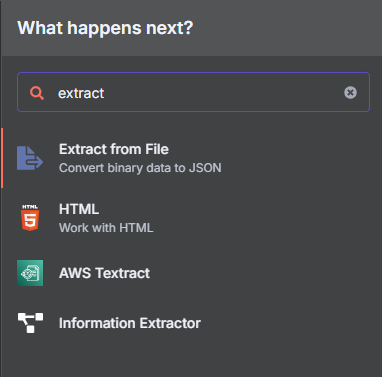 What happens next?
extract
Extract from File
Convert binary data to JSON
HTML
5
HTML
Work with HTML
AWS Textract
Information Extractor